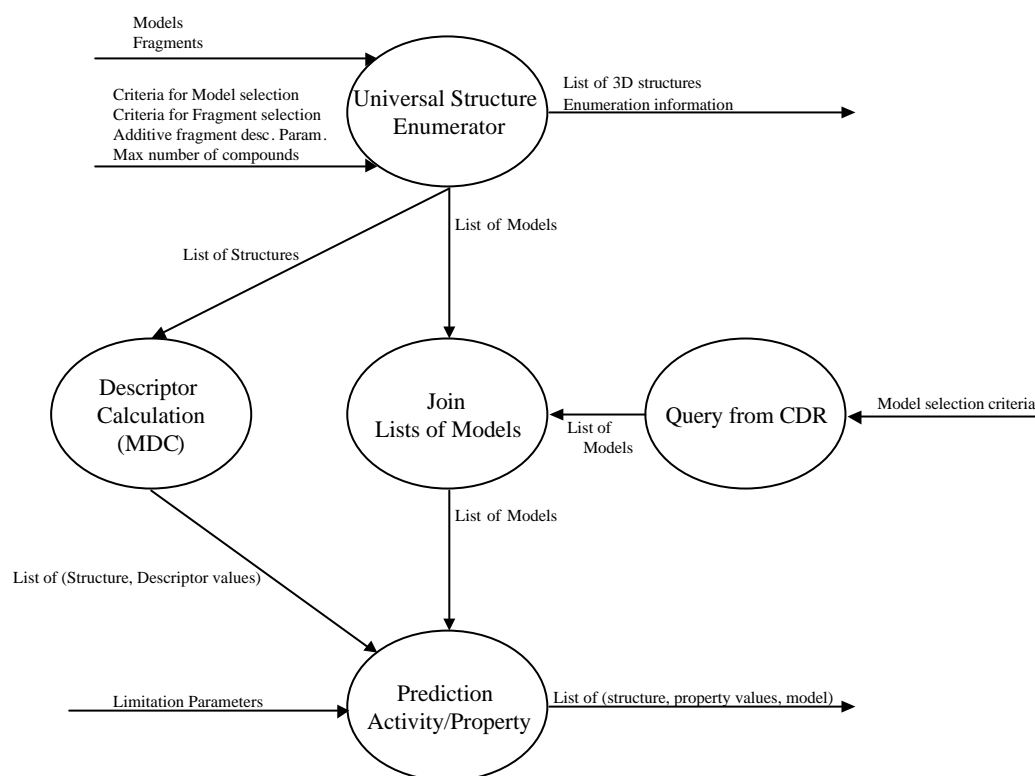 Models
Fragments
Criteria for Model selection
Criteria for Fragment selection
Additive fragment desc. Param.
Max number of compounds
Universal Structure
Enumerator
List of 3D structures
Enumeration information
List of Structures
List of Models
Descriptor
Calculation
(MDC)
Join
Lists of Models
List of
Models
Query from CDR
Model selection criteria
List of Models
List of (Structure, Descriptor values)
Limitation Parameters
Prediction
Activity/Property
List of (structure, property values, model)